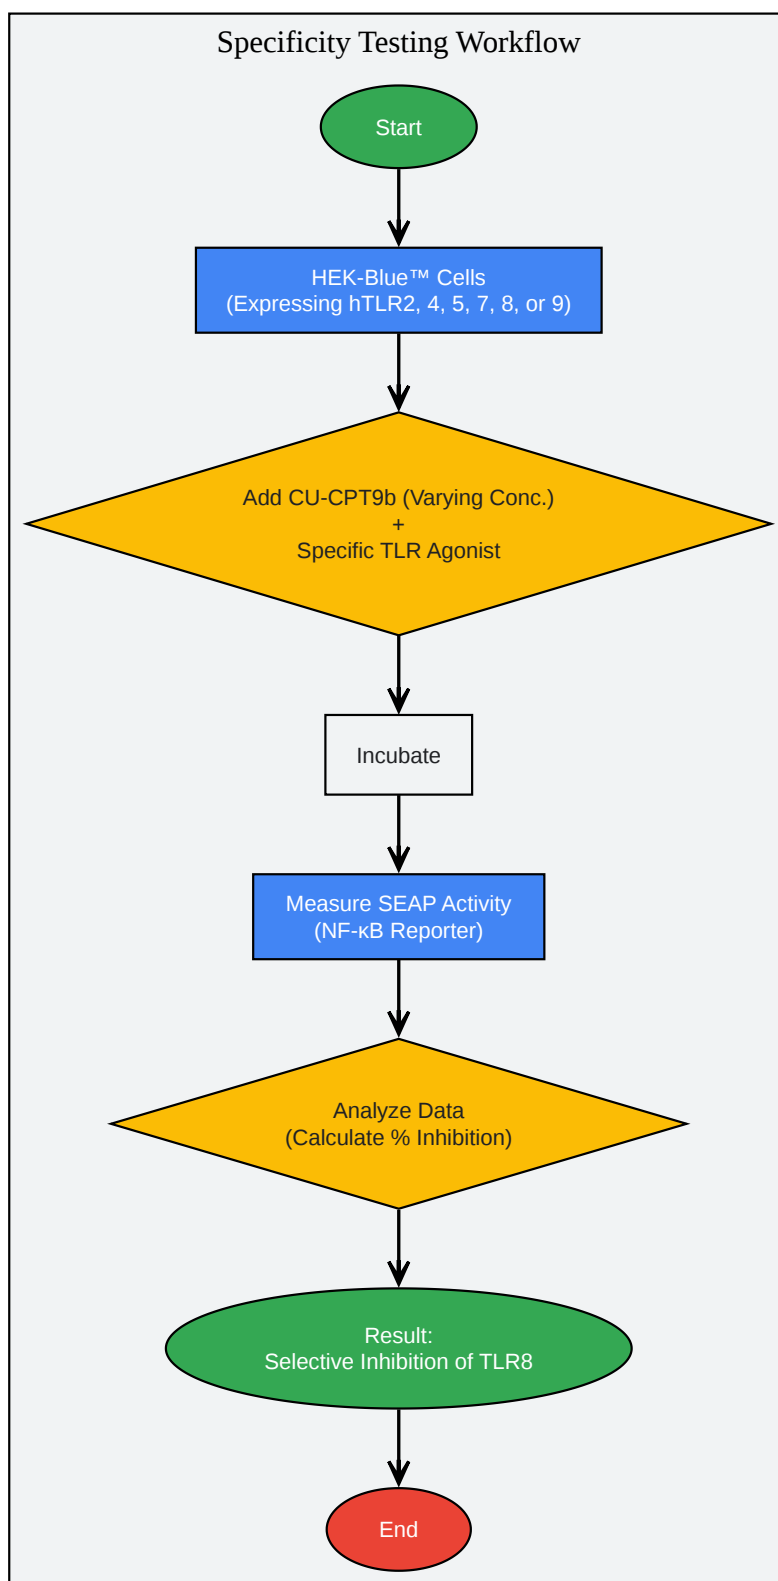 Specificity Testing Workflow
Start
HEK-Blue™ Cells
(Expressing hTLR2, 4, 5, 7, 8, or 9)
Add CU-CPT9b (Varying Conc.)
+
Specific TLR Agonist
Incubate
Measure SEAP Activity
(NF-κB Reporter)
Analyze Data
(Calculate % Inhibition)
Result:
Selective Inhibition of TLR8
End